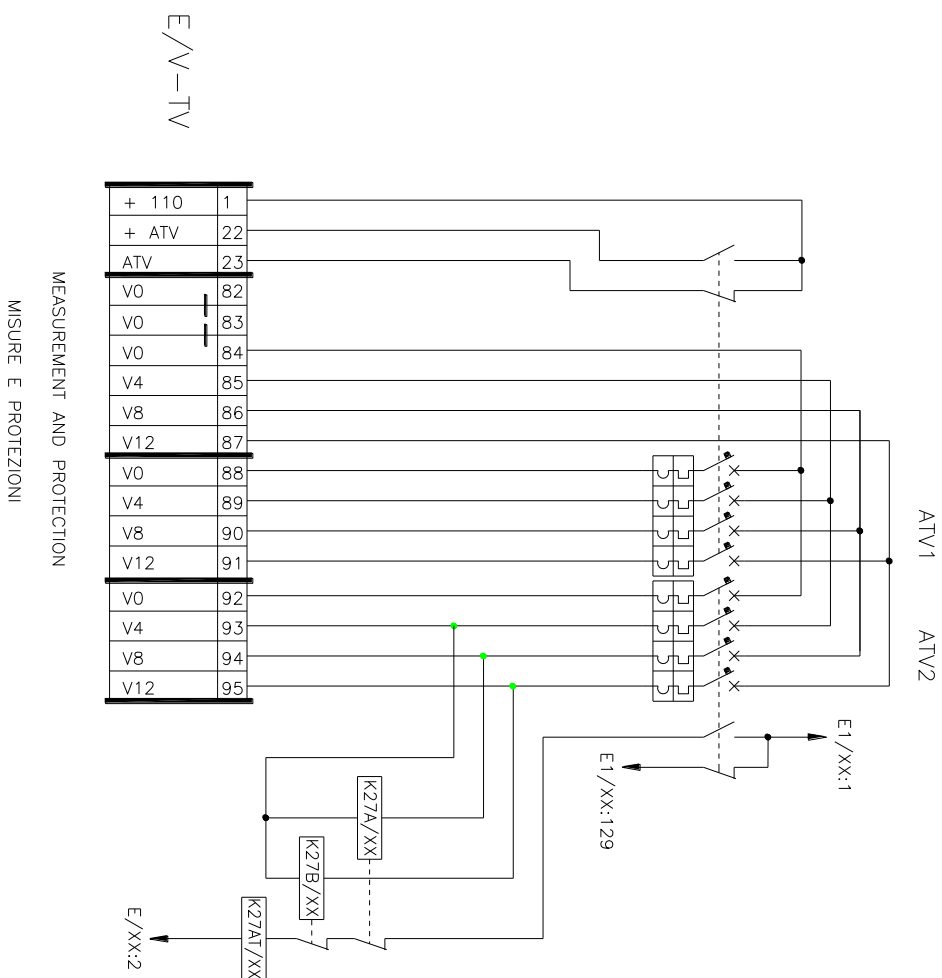 E/V-TV
MISURE E PROTEZIONI
MEASUREMENT AND PROTECTION
+ 110 1
+ ATV 22
ATV 23
V0 82
V0 83
V0 84
V4 85
V8 86
V12 87
V0 88
V4 89
V8 90
V12 91
V0 92
V4 93
V8 94
V12 95
ATV1
ATV2
E1/XX:1
E1/XX:129
K27A/XX
K27B/XX
K27AT/XX
E/XX:2